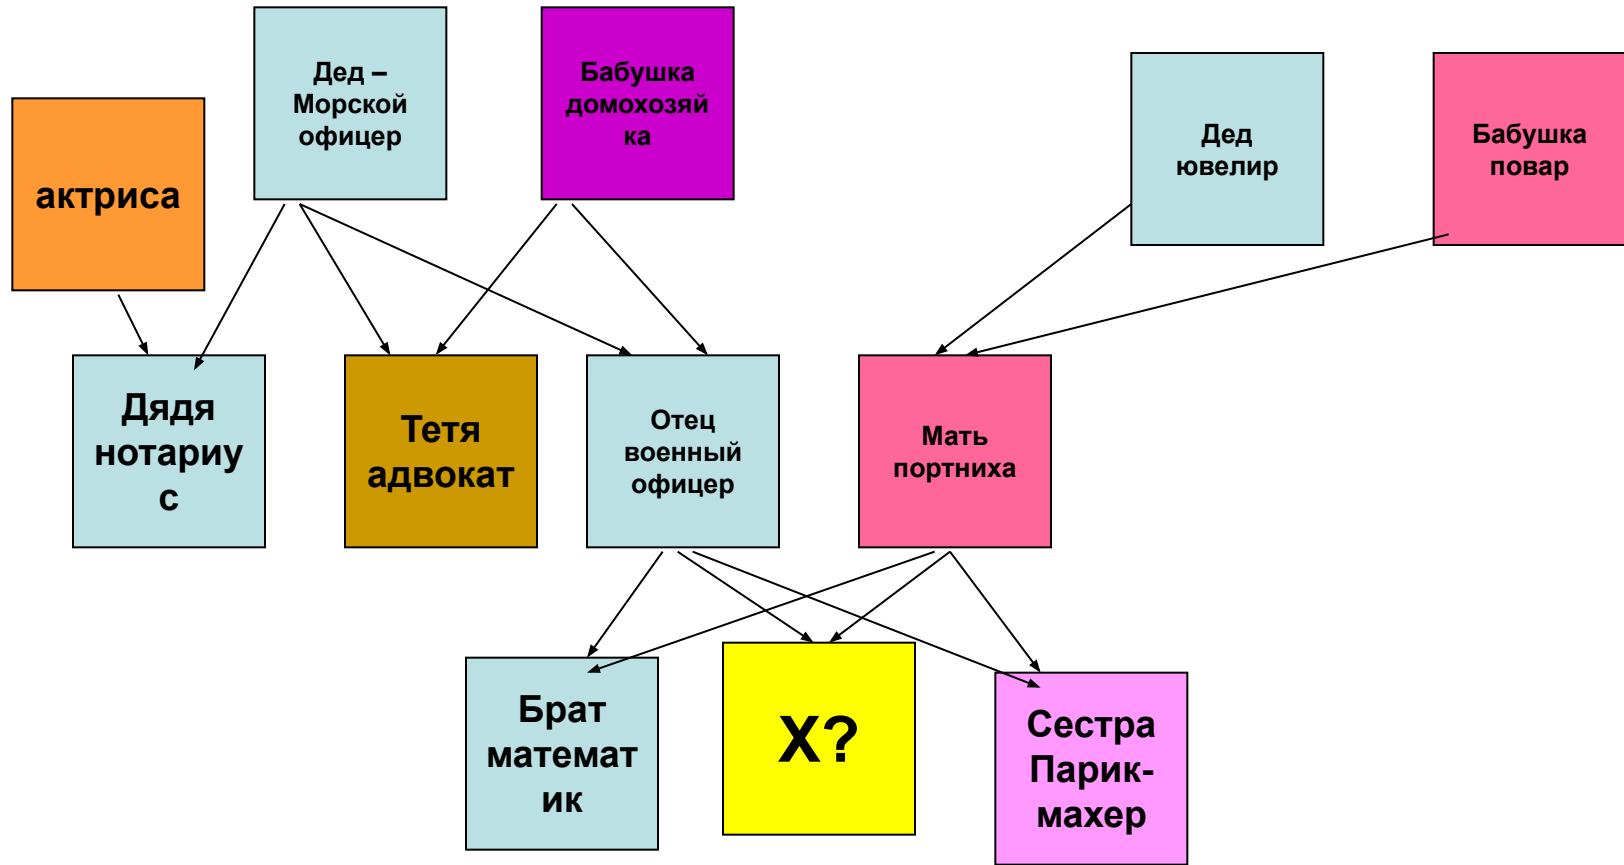 актриса
Дед –
Морской
офицер
Бабушка
домохозяй
ка
Дед
ювелир
Бабушка
повар
Дядя
нотариу
с
Тетя
адвокат
Отец
военный
офицер
Мать
портниха
Брат
математ
ик
Х?
Сестра
Парик-
махер